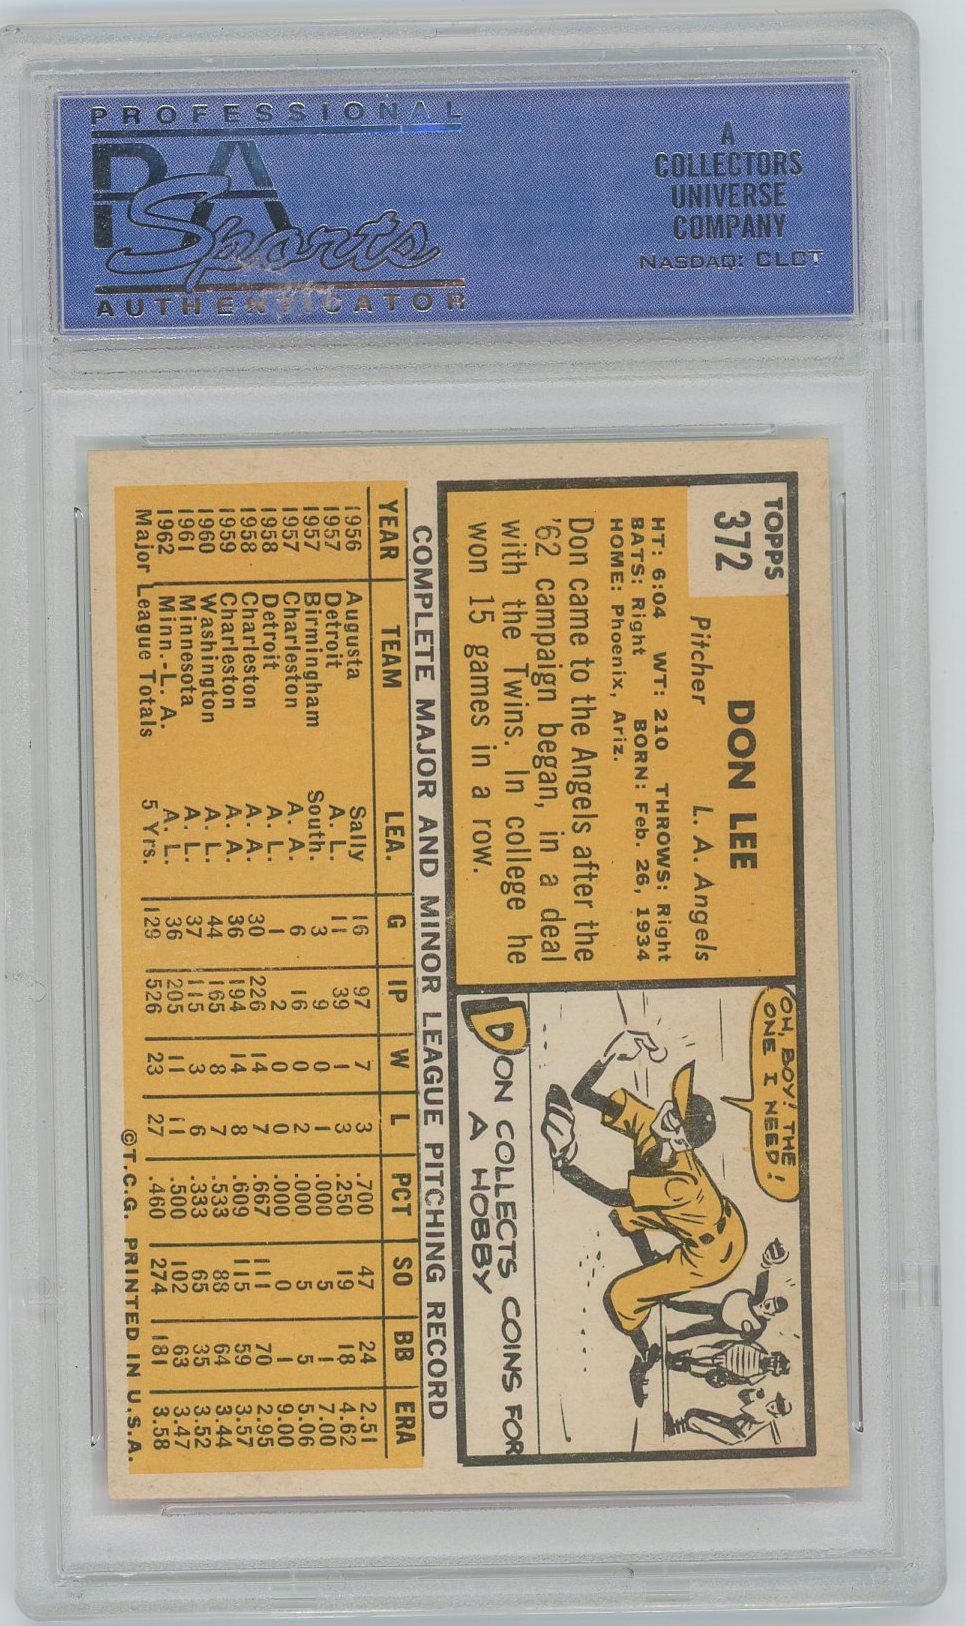 PROFESSIONAL
PSA
Sports
AUTHENTICATOR
A
COLLECTORS
UNIVERSE
COMPANY
NASDAQ: CLCT
TOPPS
372
DON LEE
Pitcher L. A. Angels
HT: 6:04 WT: 210 THROWS: Right
BATS: Right BORN: Feb. 26, 1934
HOME: Phoenix, Ariz.
Don came to the Angels after the
'62 campaign began, in a deal
with the Twins. In college he
won 15 games in a row.
OH, BOY! THE
ONE I NEED!
DON COLLECTS COINS FOR
A HOBBY
COMPLETE MAJOR AND MINOR LEAGUE PITCHING RECORD
YEAR TEAM LEA. G IP W L PCT SO BB ERA
1956 Augusta Sally 16 97 7 3 .700 47 24 2.51
1957 Detroit A. L. 11 39 1 3 .250 19 18 4.62
1957 Birmingham South. 3 9 0 1 .000 5 1 7.00
1957 Charleston A. A. 6 16 0 2 .000 5 5 5.06
1958 Detroit A. L. 1 2 0 0 .000 0 1 9.00
1958 Charleston A. A. 30 226 14 7 .667 111 70 2.95
1959 Charleston A. A. 36 194 14 8 .609 115 59 3.57
1960 Washington A. L. 44 165 8 7 .533 88 64 3.44
1961 Minnesota A. L. 37 115 3 6 .333 65 35 3.52
1962 Minn.-L. A. A. L. 36 205 11 11 .500 102 63 3.47
Major League Totals 5 Yrs. 129 526 23 27 .460 274 181 3.58
©T.C.G. PRINTED IN U.S.A.